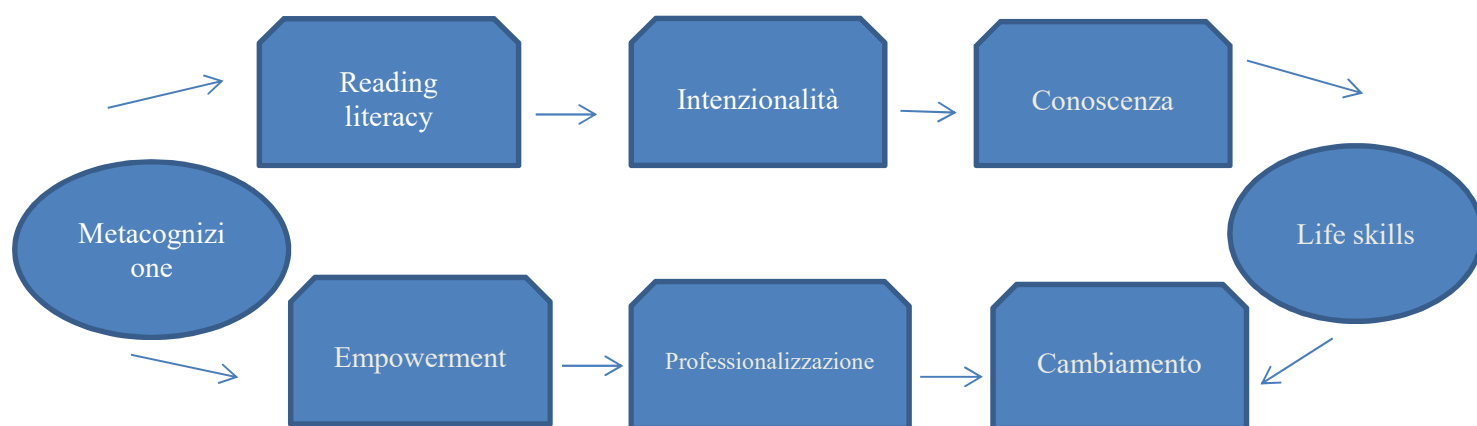 Reading
literacy
Intenzionalità
Conoscenza
Metacognizi
one
Life skills
Empowerment
Professionalizzazione
Cambiamento